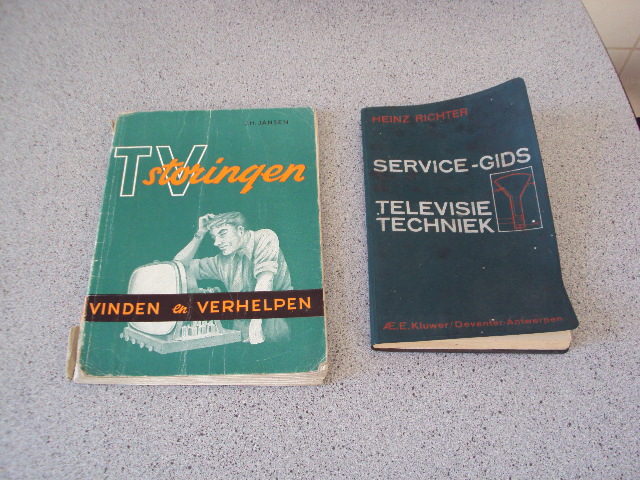 J.H. JANSEN
TV
storingen
VINDEN en VERHELPEN
HEINZ RICHTER
SERVICE-GIDS
TELEVISIE
TECHNIEK
Æ.E. Kluwer/Deventer-Antwerpen